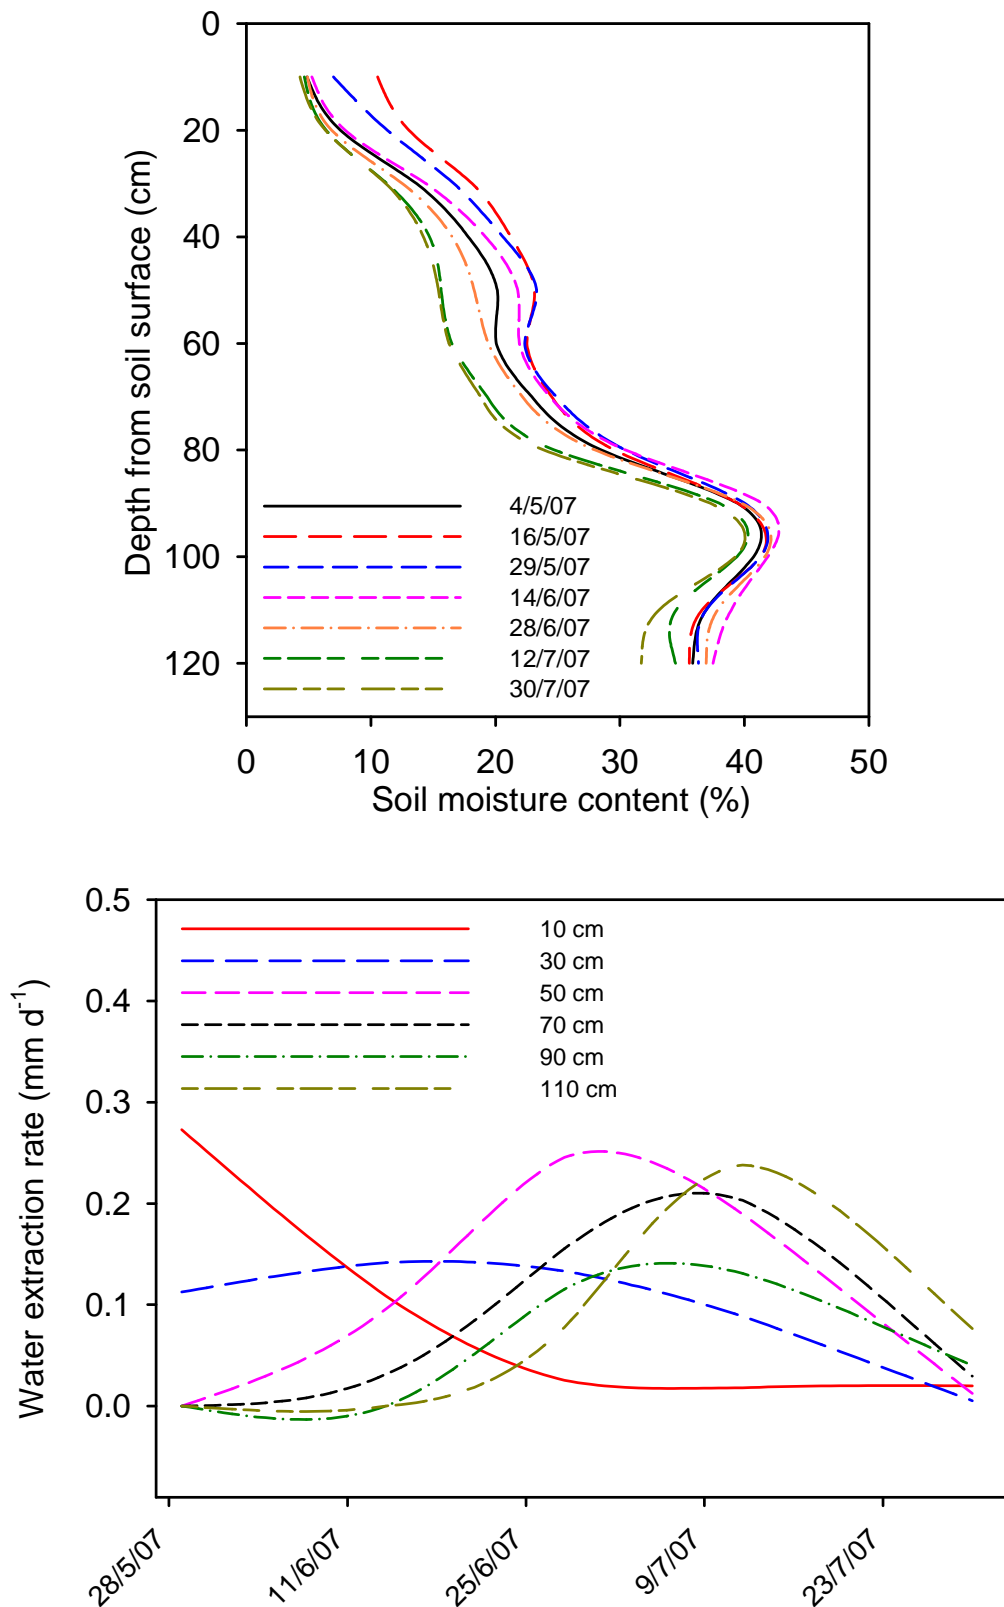 0
20
40
60
80
100
120
Depth from soil surface (cm)
4/5/07
16/5/07
29/5/07
14/6/07
28/6/07
12/7/07
30/7/07
0 10 20 30 40 50
Soil moisture content (%)
0.5
0.4
0.3
0.2
0.1
0.0
Water extraction rate (mm d⁻¹)
10 cm
30 cm
50 cm
70 cm
90 cm
110 cm
28/5/07 11/6/07 25/6/07 9/7/07 23/7/07